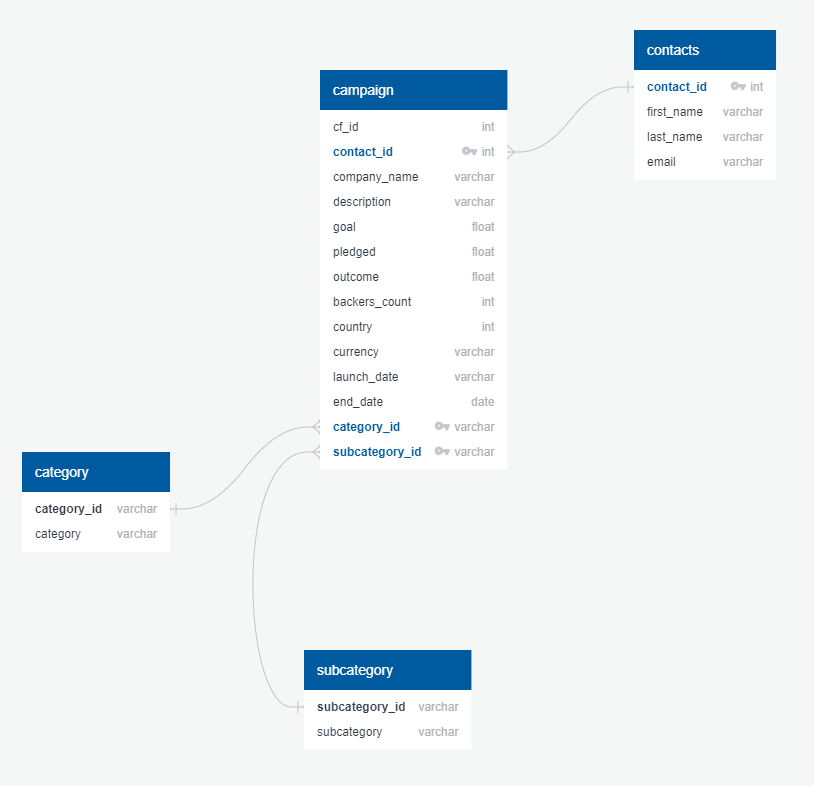 contacts
contact_id int
first_name varchar
last_name varchar
email varchar
campaign
cf_id int
contact_id int
company_name varchar
description varchar
goal float
pledged float
outcome float
backers_count int
country int
currency varchar
launch_date varchar
end_date date
category_id varchar
subcategory_id varchar
category
category_id varchar
category varchar
subcategory
subcategory_id varchar
subcategory varchar